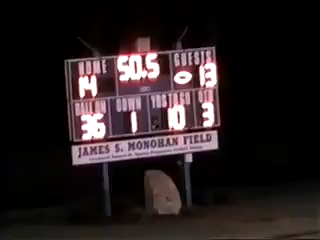 HOME GUESTS
14 50.5 13
BALL ON DOWN YDS TO GO QTR
36 1 10 3
JAMES S. MONOHAN FIELD